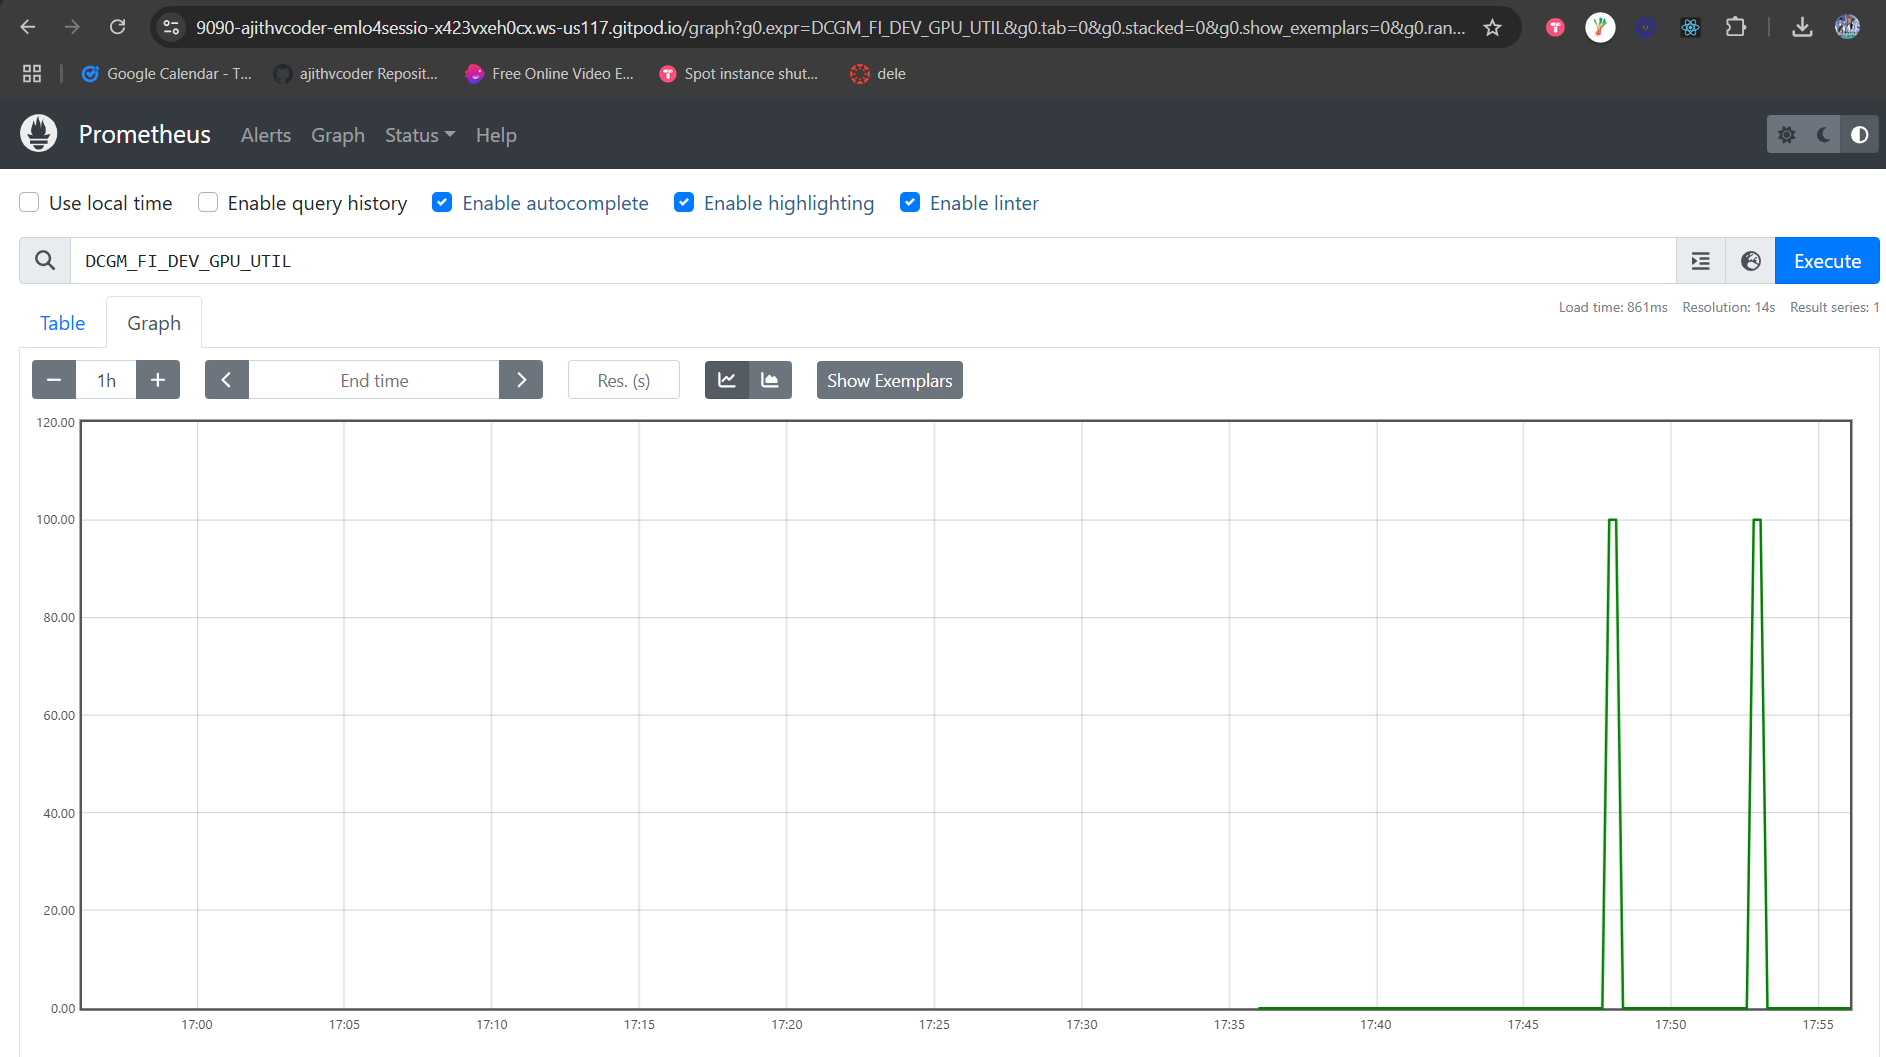 9090-ajithvcoder-emlo4sessio-x423vxeh0cx.ws-us117.gitpod.io/graph?g0.expr=DCGM_FI_DEV_GPU_UTIL&g0.tab=0&g0.stacked=0&g0.show_exemplars=0&g0.ran...
Google Calendar - T... ajithvcoder Reposit... Free Online Video E... Spot instance shut... dele
Prometheus Alerts Graph Status Help
Use local time Enable query history Enable autocomplete Enable highlighting Enable linter
DCGM_FI_DEV_GPU_UTIL Execute
Load time: 861ms Resolution: 14s Result series: 1
Table Graph
1h End time Res. (s) Show Exemplars
120.00
100.00
80.00
60.00
40.00
20.00
0.00
17:00 17:05 17:10 17:15 17:20 17:25 17:30 17:35 17:40 17:45 17:50 17:55